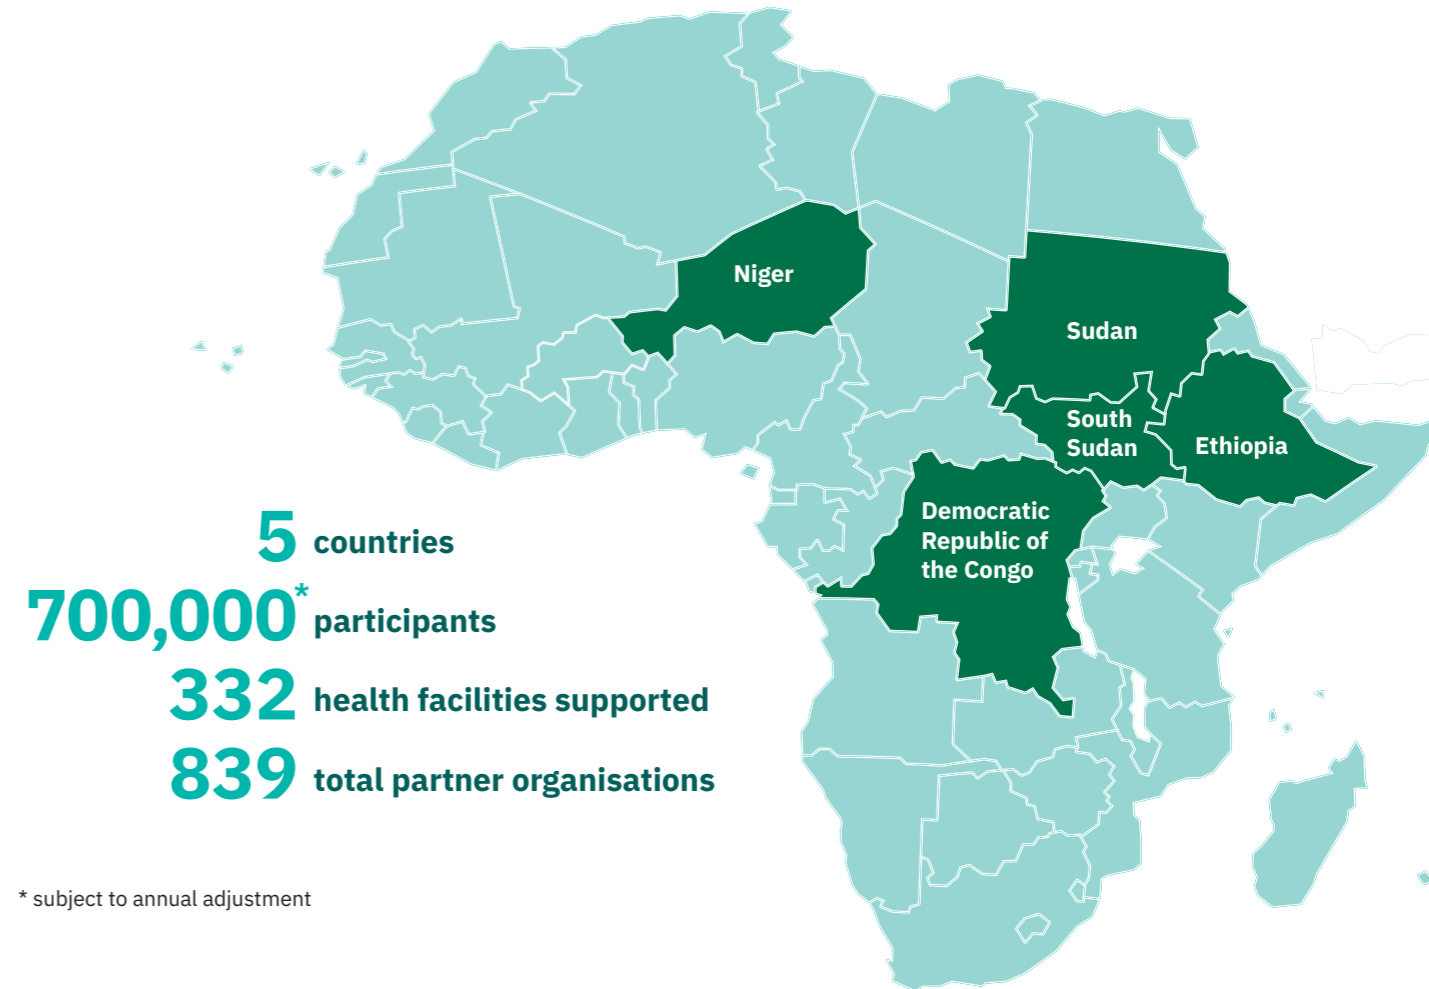 Niger
Sudan
South
Sudan
Ethiopia
Democratic
Republic of
the Congo
5 countries
700,000* participants
332 health facilities supported
839 total partner organisations
* subject to annual adjustment